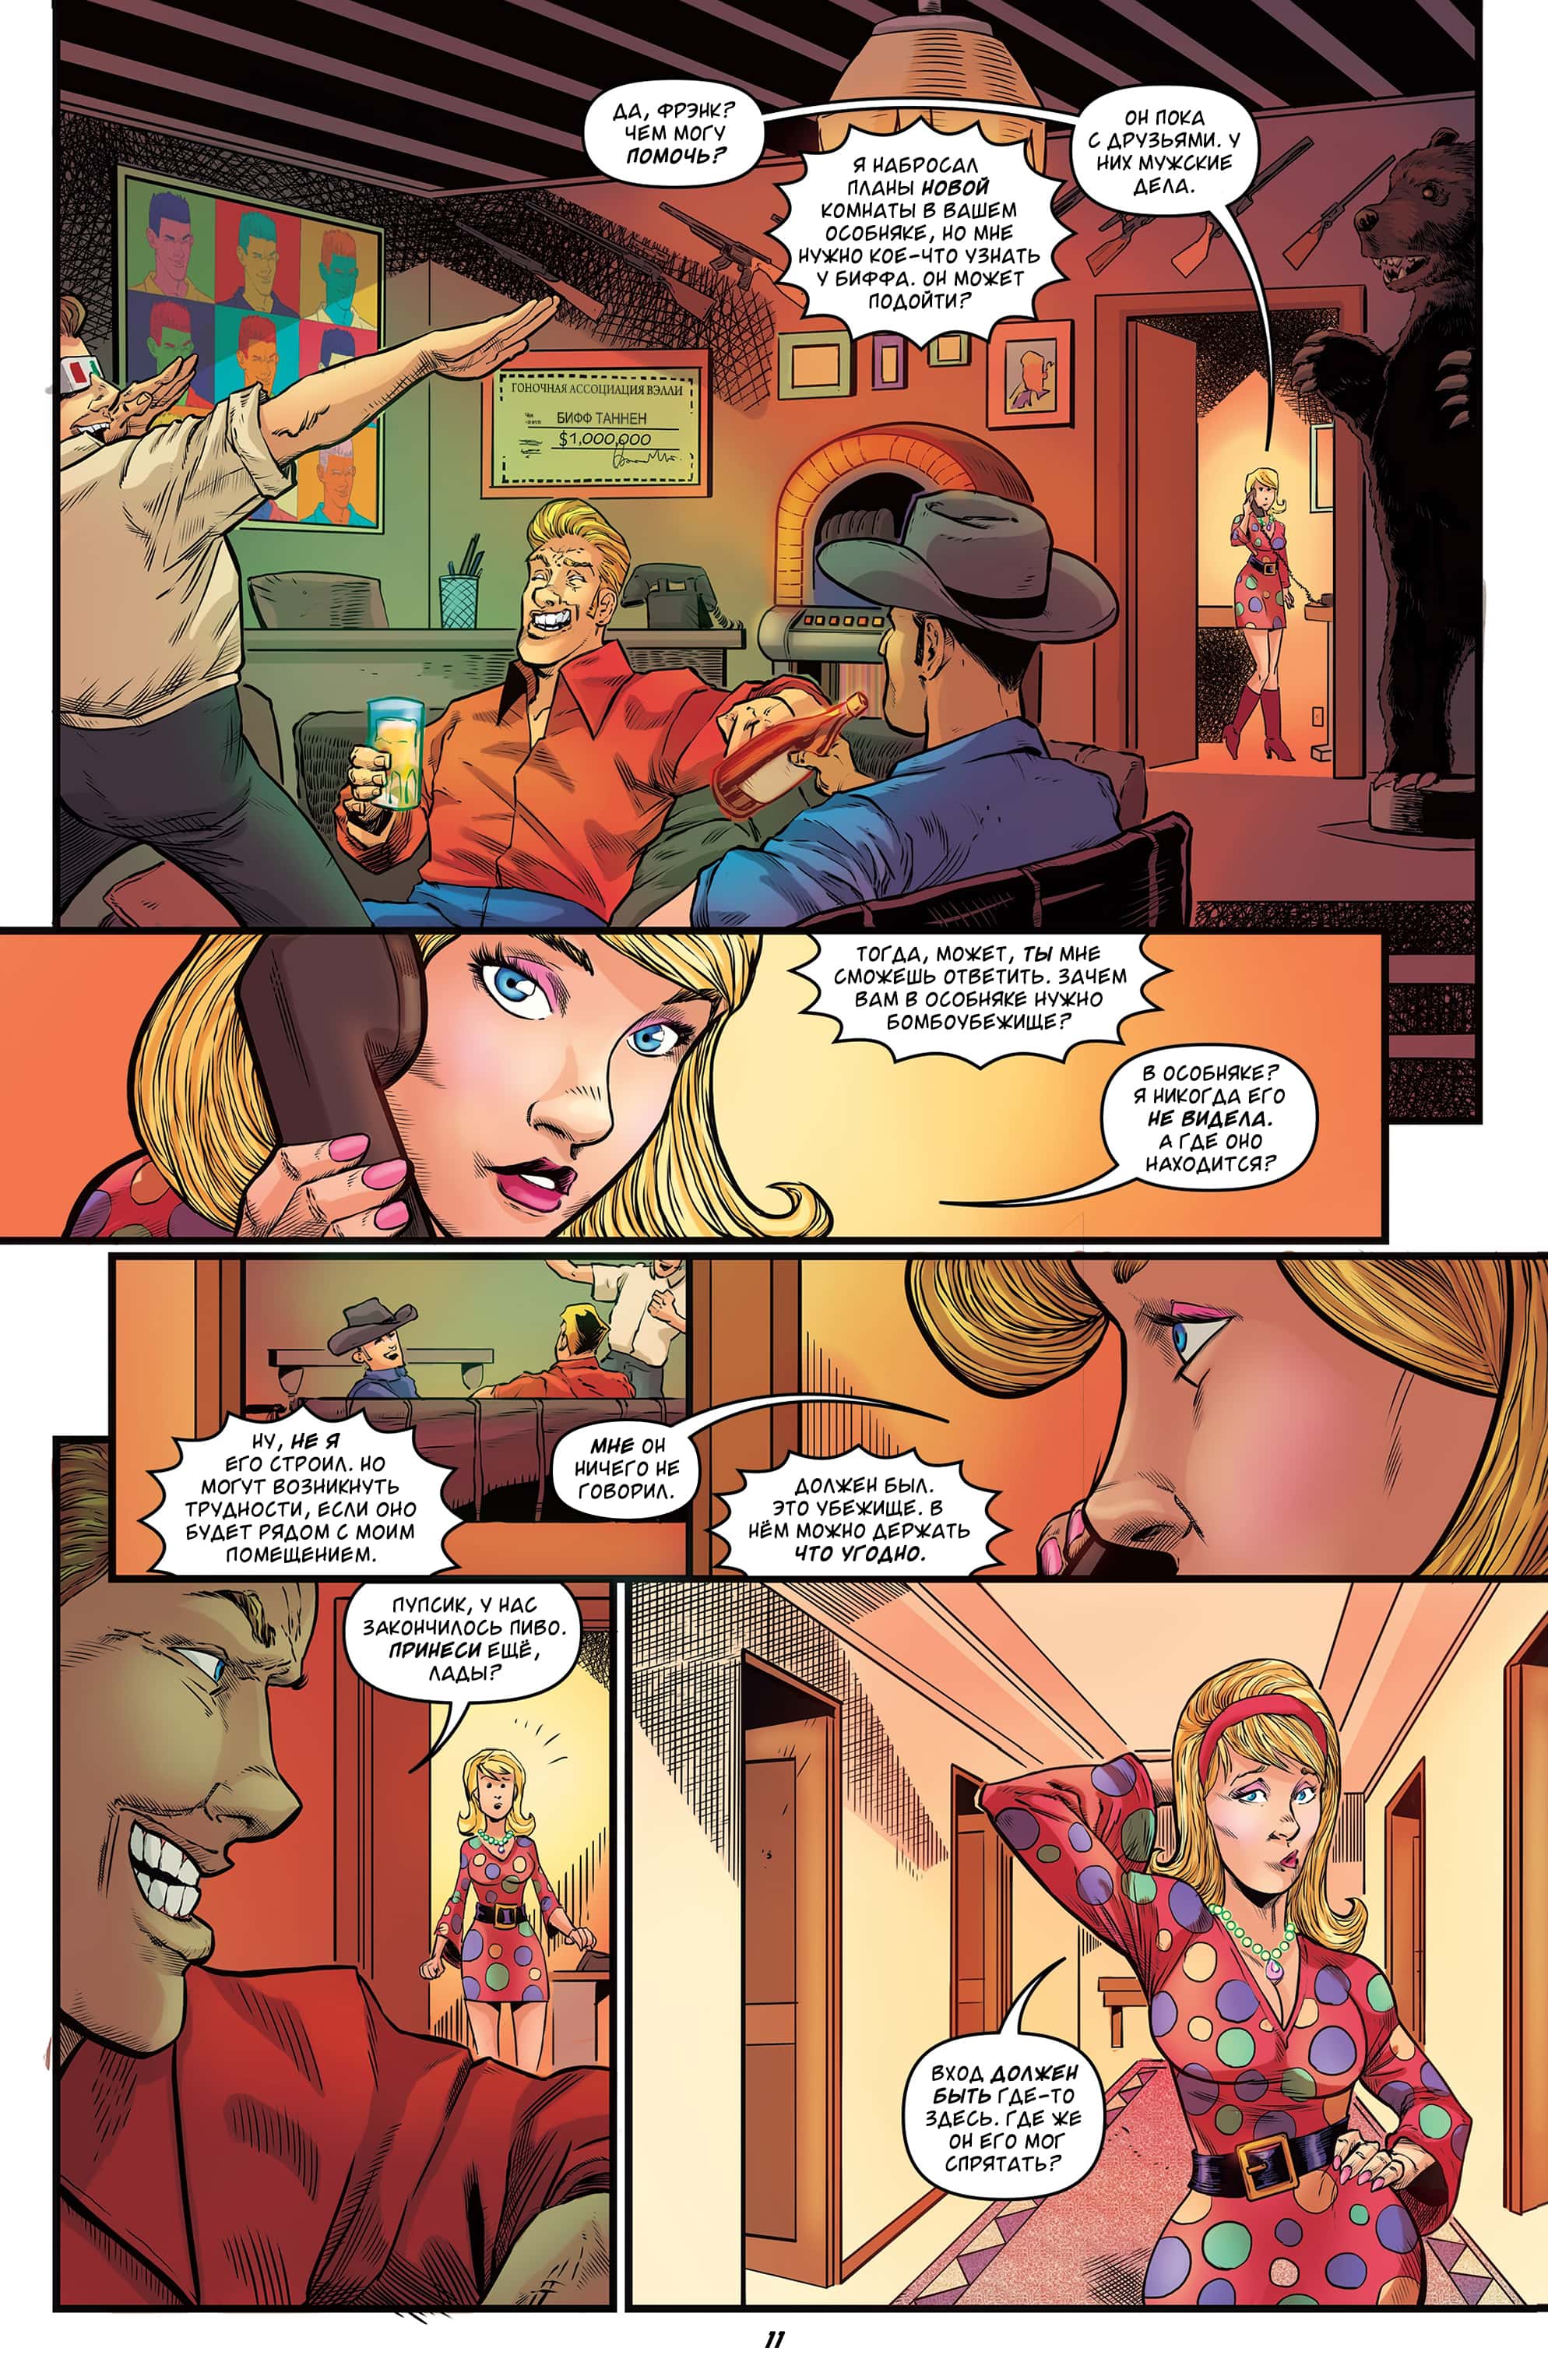 ДА, ФРЭНК?
ЧЕМ МОГУ
ПОМОЧЬ?
Я НАБРОСАЛ
ПЛАНЫ НОВОЙ
КОМНАТЫ В ВАШЕМ
ОСОБНЯКЕ, НО МНЕ
НУЖНО КОЕ-ЧТО УЗНАТЬ
У БИФФА. ОН МОЖЕТ
ПОДОЙТИ?
ОН ПОКА
С ДРУЗЬЯМИ. У
НИХ МУЖСКИЕ
ДЕЛА.
ГОНОЧНАЯ АССОЦИАЦИЯ ВЭЛЛИ
БИФФ ТАННЕН
$1,000,000
ТОГДА, МОЖЕТ, ТЫ МНЕ
СМОЖЕШЬ ОТВЕТИТЬ. ЗАЧЕМ
ВАМ В ОСОБНЯКЕ НУЖНО
БОМБОУБЕЖИЩЕ?
В ОСОБНЯКЕ?
Я НИКОГДА ЕГО
НЕ ВИДЕЛА.
А ГДЕ ОНО
НАХОДИТСЯ?
НУ, НЕ Я
ЕГО СТРОИЛ. НО
МОГУТ ВОЗНИКНУТЬ
ТРУДНОСТИ, ЕСЛИ ОНО
БУДЕТ РЯДОМ С МОИМ
ПОМЕЩЕНИЕМ.
МНЕ ОН
НИЧЕГО НЕ
ГОВОРИЛ.
ДОЛЖЕН БЫЛ.
ЭТО УБЕЖИЩЕ. В
НЁМ МОЖНО ДЕРЖАТЬ
ЧТО УГОДНО.
ПУПСИК, У НАС
ЗАКОНЧИЛОСЬ ПИВО.
ПРИНЕСИ ЕЩЁ,
ЛАДЫ?
ВХОД ДОЛЖЕН
БЫТЬ ГДЕ-ТО
ЗДЕСЬ. ГДЕ ЖЕ
ОН ЕГО МОГ
СПРЯТАТЬ?
11